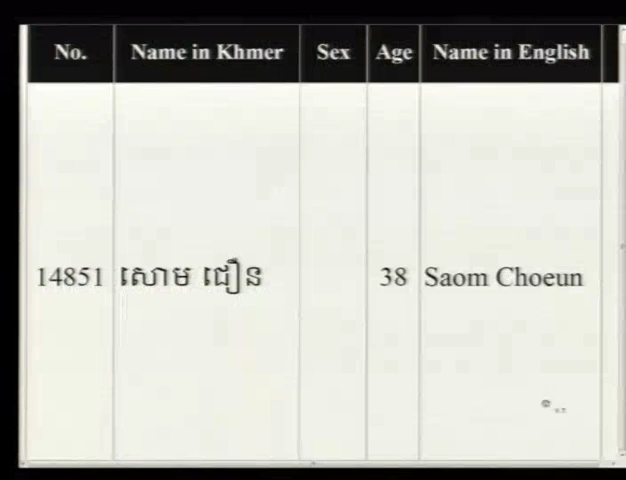 No. Name in Khmer Sex Age Name in English
14851 សោម ជឿន 38 Saom Choeun